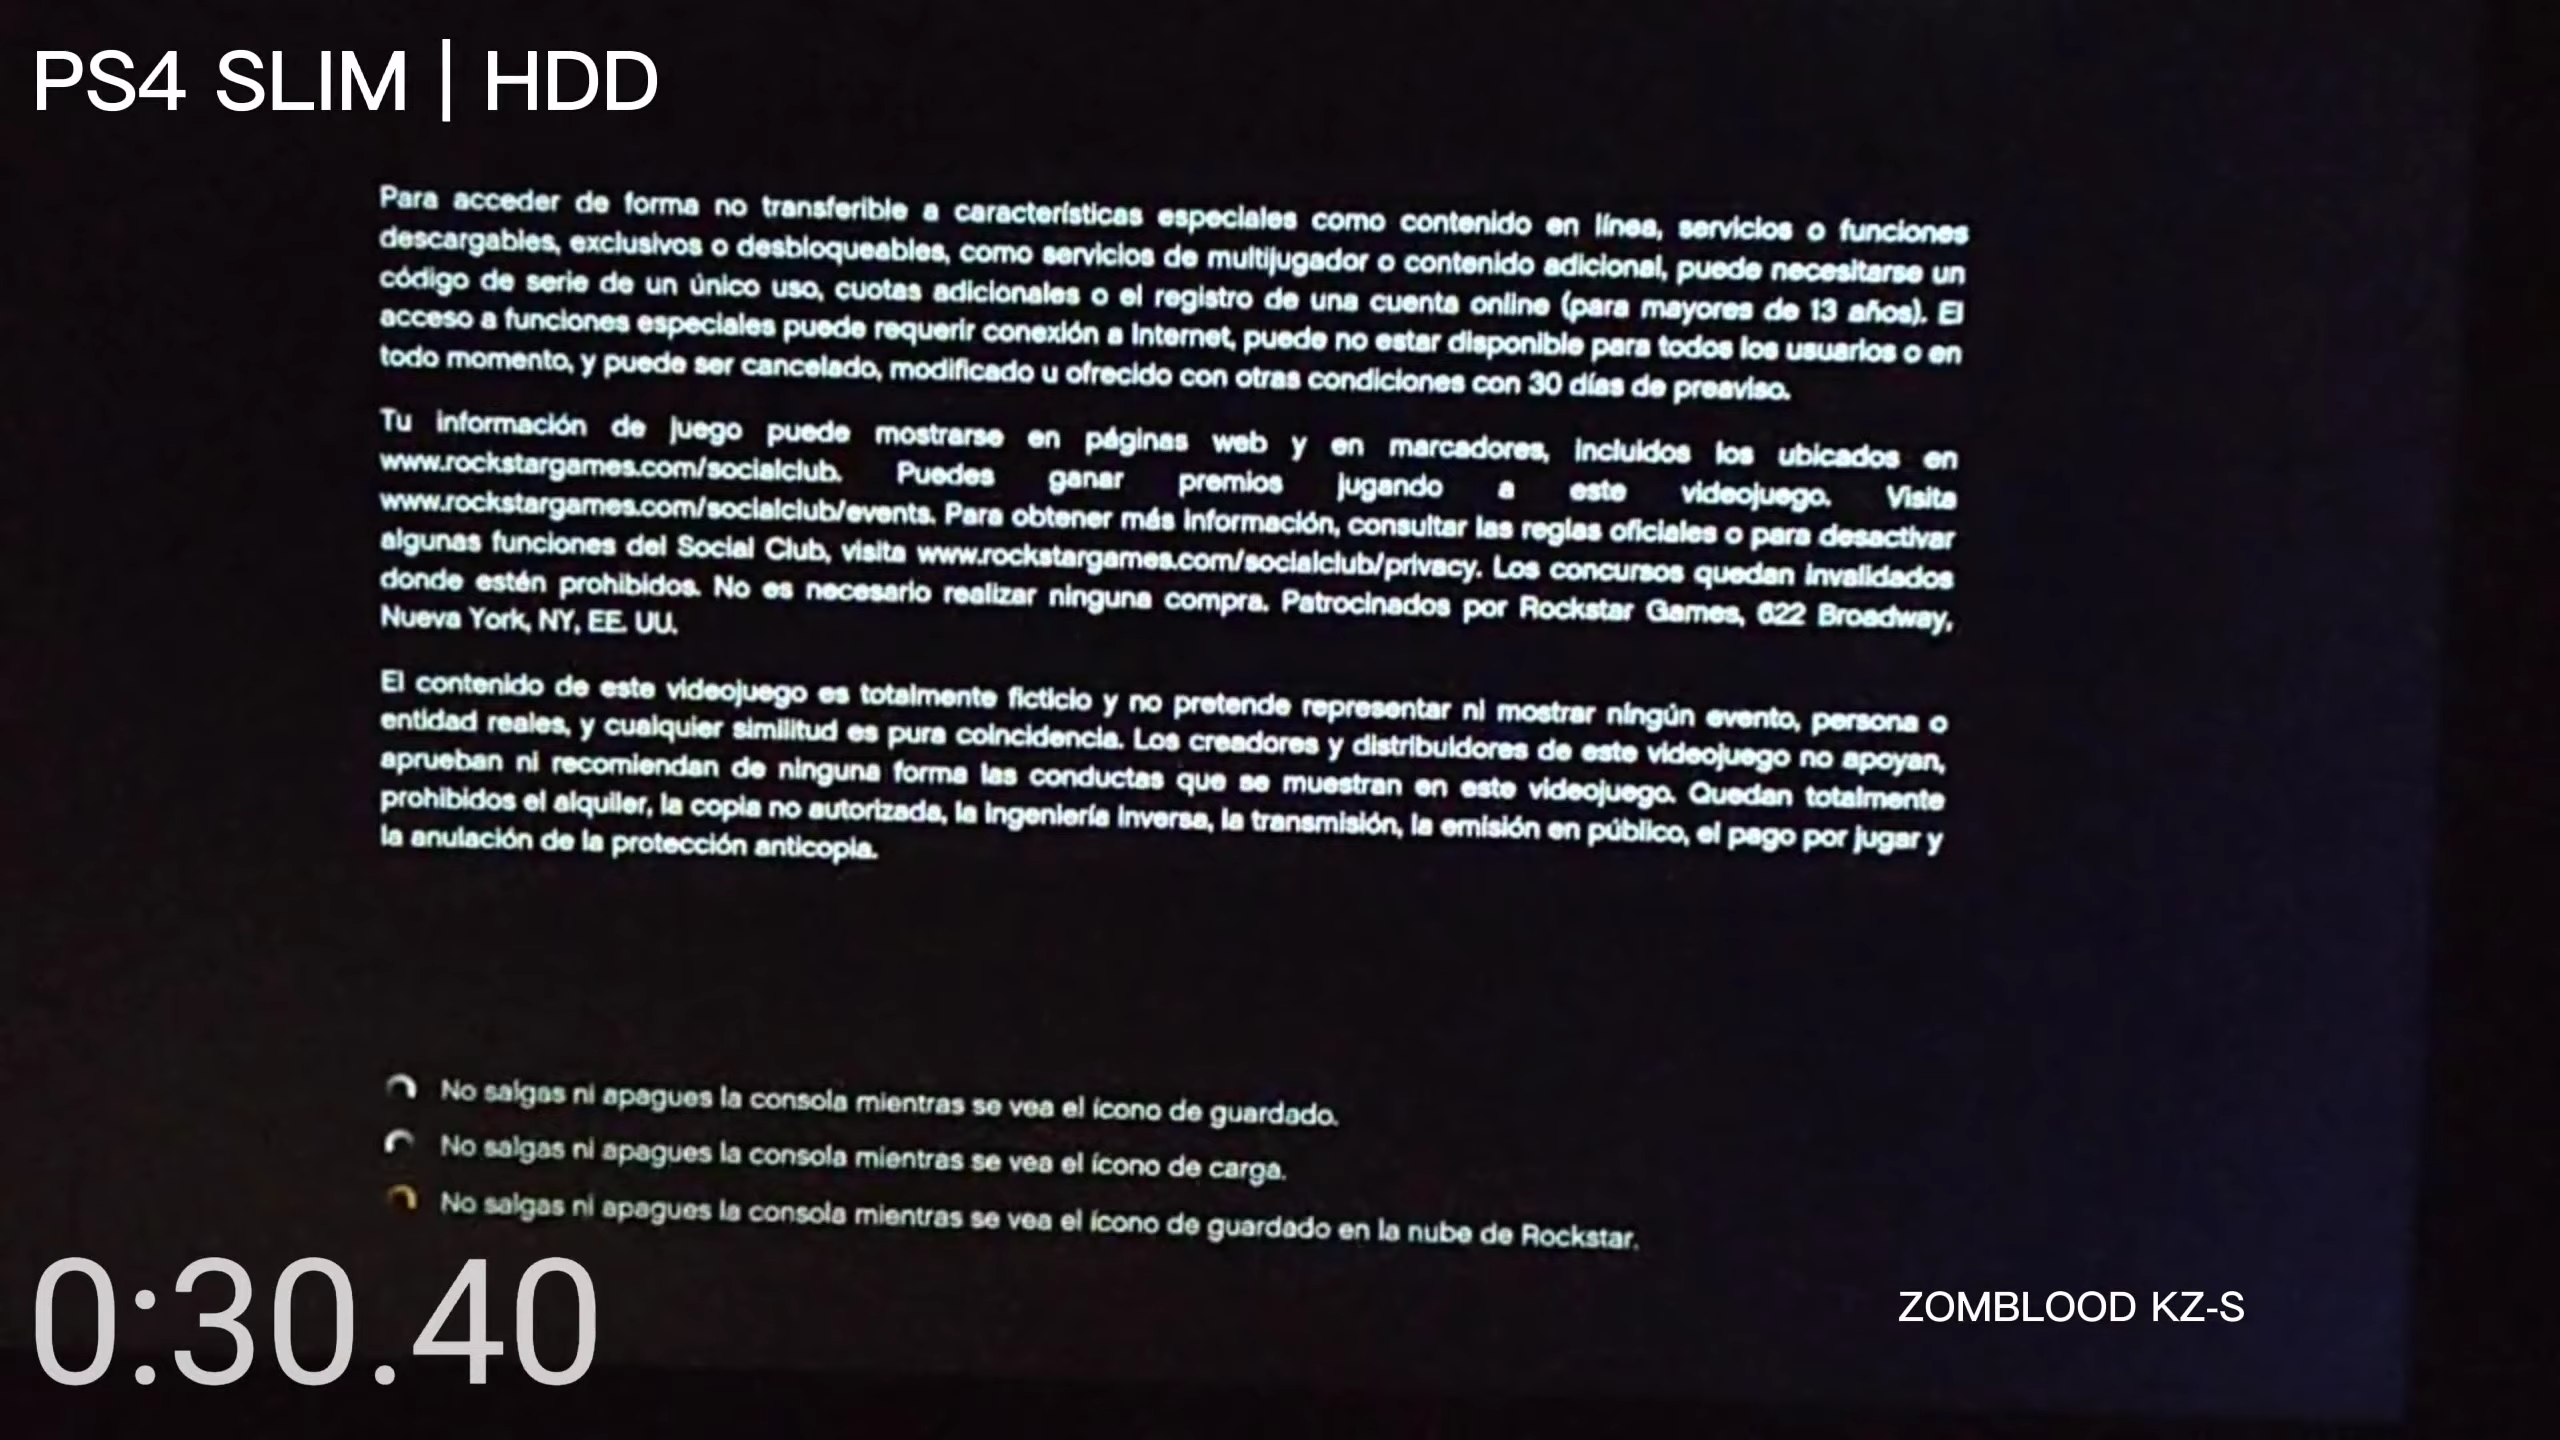 PS4 SLIM | HDD
Para acceder de forma no transferible a características especiales como contenido en línea, servicios o funciones
descargables, exclusivos o desbloqueables, como servicios de multijugador o contenido adicional, puede necesitarse un
código de serie de un único uso, cuotas adicionales o el registro de una cuenta online (para mayores de 13 años). El
acceso a funciones especiales puede requerir conexión a Internet, puede no estar disponible para todos los usuarios o en
todo momento, y puede ser cancelado, modificado u ofrecido con otras condiciones con 30 días de preaviso.
Tu información de juego puede mostrarse en páginas web y en marcadores, incluidos los ubicados en
www.rockstargames.com/socialclub. Puedes ganar premios jugando a este videojuego. Visita
www.rockstargames.com/socialclub/events. Para obtener más información, consultar las reglas oficiales o para desactivar
algunas funciones del Social Club, visita www.rockstargames.com/socialclub/privacy. Los concursos quedan invalidados
donde estén prohibidos. No es necesario realizar ninguna compra. Patrocinados por Rockstar Games, 622 Broadway,
Nueva York, NY, EE. UU.
El contenido de este videojuego es totalmente ficticio y no pretende representar ni mostrar ningún evento, persona o
entidad reales, y cualquier similitud es pura coincidencia. Los creadores y distribuidores de este videojuego no apoyan,
aprueban ni recomiendan de ninguna forma las conductas que se muestran en este videojuego. Quedan totalmente
prohibidos el alquiler, la copia no autorizada, la ingeniería inversa, la transmisión, la emisión en público, el pago por jugar y
la anulación de la protección anticopia.
No salgas ni apagues la consola mientras se vea el ícono de guardado.
No salgas ni apagues la consola mientras se vea el ícono de carga.
No salgas ni apagues la consola mientras se vea el ícono de guardado en la nube de Rockstar.
0:30.40
ZOMBLOOD KZ-S